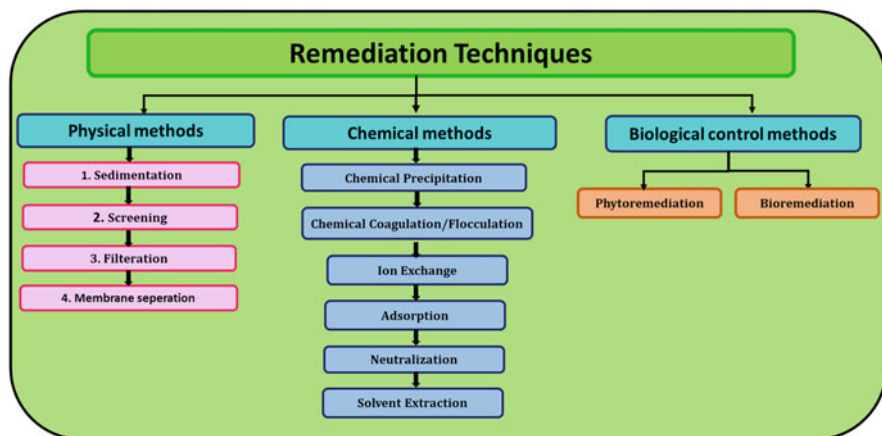 Remediation Techniques
Physical methods
1. Sedimentation
2. Screening
3. Filteration
4. Membrane seperation
Chemical methods
Chemical Precipitation
Chemical Coagulation/Flocculation
Ion Exchange
Adsorption
Neutralization
Solvent Extraction
Biological control methods
Phytoremediation
Bioremediation